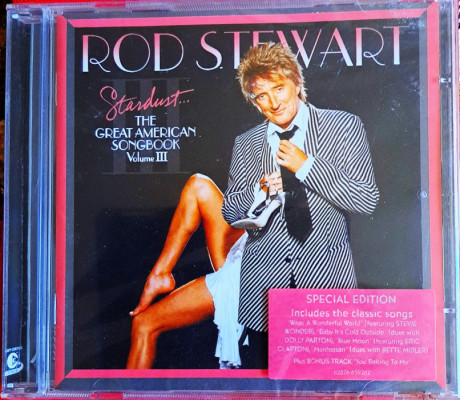 ROD STEWART
Stardust...
THE
GREAT AMERICAN
SONGBOOK
Volume III
SPECIAL EDITION
Includes the classic songs
"What A Wonderful World" (featuring STEVIE
WONDER), "Baby It's Cold Outside" (duet with
DOLLY PARTON), "Blue Moon" (featuring ERIC
CLAPTON), "Manhattan" (duet with BETTE MIDLER)
Plus BONUS TRACK "You Belong To Me"